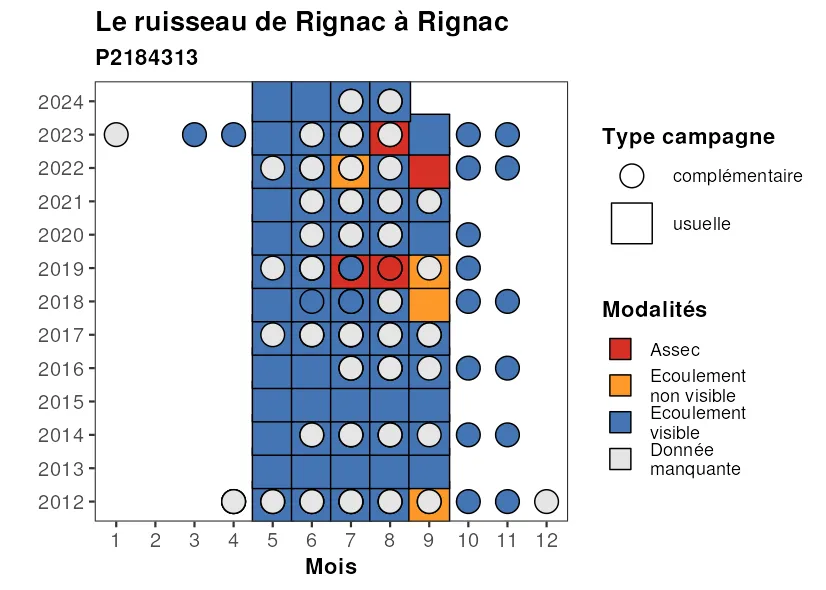 Le ruisseau de Rignac à Rignac
P2184313
2024
2023
2022
2021
2020
2019
2018
2017
2016
2015
2014
2013
2012
1 2 3 4 5 6 7 8 9 10 11 12
Mois
Type campagne
complémentaire
usuelle
Modalités
Assec
Ecoulement
non visible
Ecoulement
visible
Donnée
manquante